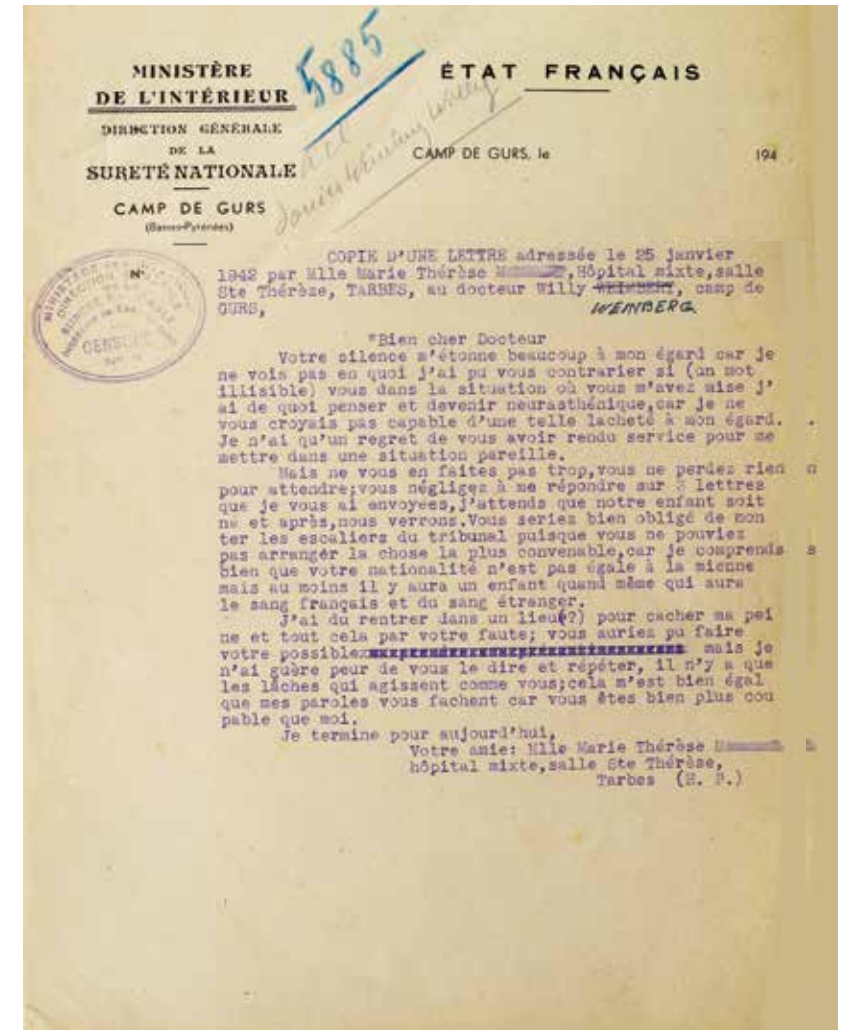 MINISTÈRE
DE L'INTÉRIEUR
DIRECTION GÉNÉRALE
DE LA
SURETÉ NATIONALE
CAMP DE GURS
(Basses-Pyrénées)
5885
ÉTAT FRANÇAIS
CAMP DE GURS, le 194
Nº
CENSURE
COPIE D'UNE LETTRE adressée le 25 janvier
1942 par Mlle Marie Thérèse ,Hôpital mixte,salle
Ste Thérèse, TARBES, au docteur Willy WEIMBERT, camp de
GURS, WEINBERG.
"Bien cher Docteur
Votre silence m'étonne beaucoup à mon égard car je
ne vois pas en quoi j'ai pu vous contrarier si (un mot
illisible) vous dans la situation où vous m'avez mise j'
ai de quoi penser et devenir neurasthénique,car je ne
vous croyais pas capable d'une telle lacheté à mon égard.
Je n'ai qu'un regret de vous avoir rendu service pour me
mettre dans une situation pareille.
Mais ne vous en faites pas trop,vous ne perdez rien
pour attendre;vous négligez à me répondre sur 3 lettres
que je vous ai envoyées,j'attends que notre enfant soit
né et après,nous verrons.Vous seriez bien obligé de mon
ter les escaliers du tribunal puisque vous ne pouviez
pas arranger la chose la plus convenable,car je comprends
bien que votre nationalité n'est pas égale à la mienne
mais au moins il y aura un enfant quand même qui aura
le sang français et du sang étranger.
J'ai du rentrer dans un lieu(?) pour cacher ma pei
ne et tout cela par votre faute; vous auriez pu faire
votre possible mais je
n'ai guère peur de vous le dire et répéter, il n'y a que
les lâches qui agissent comme vous;cela m'est bien égal
que mes paroles vous fachent car vous êtes bien plus cou
pable que moi.
Je termine pour aujourd'hui,
Votre amie: Mlle Marie Thérèse
hôpital mixte,salle Ste Thérèse,
Tarbes (H. P.)